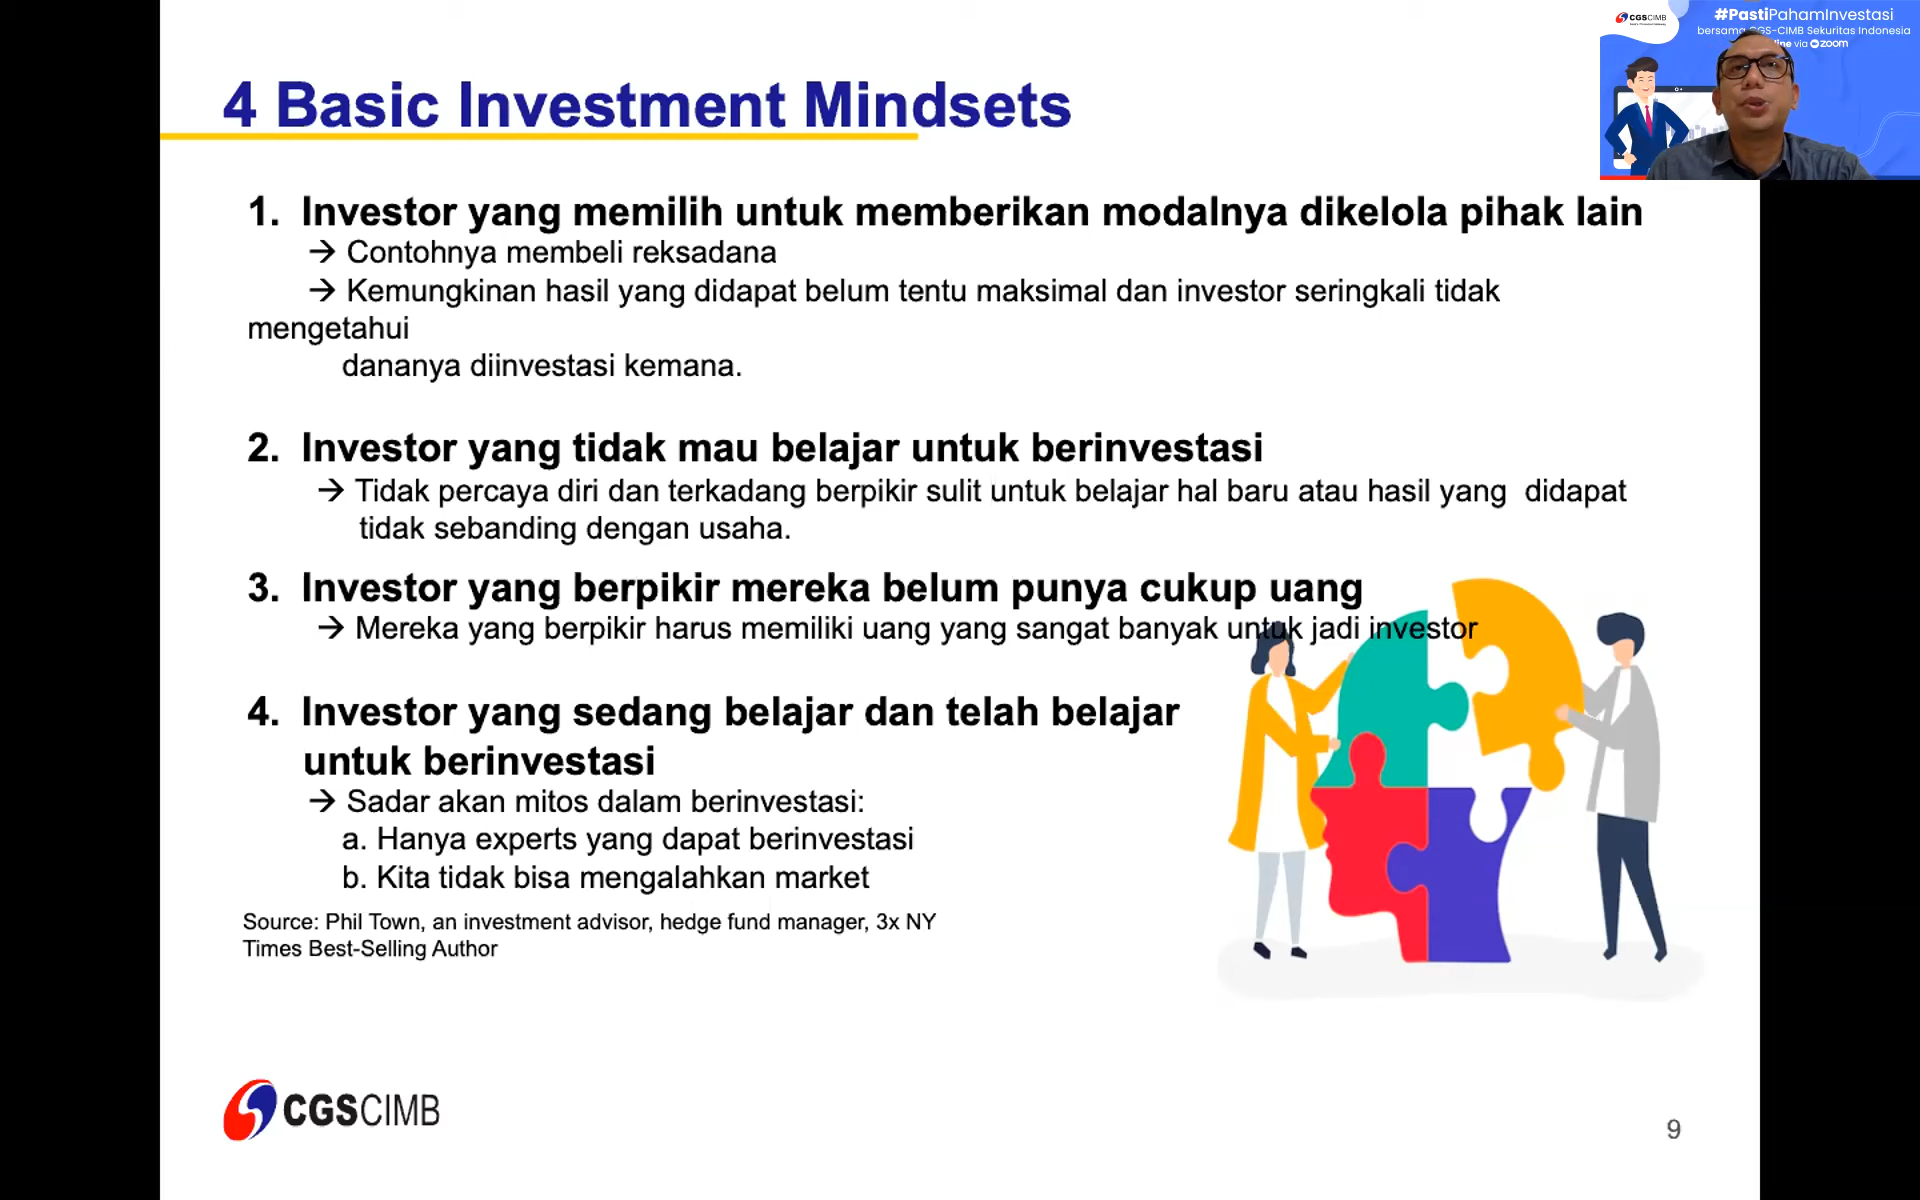 CGSCIMB
#PastiPahamInvestasi
bersama CGS-CIMB Sekuritas Indonesia
via zoom
4 Basic Investment Mindsets
1. Investor yang memilih untuk memberikan modalnya dikelola pihak lain
→ Contohnya membeli reksadana
→ Kemungkinan hasil yang didapat belum tentu maksimal dan investor seringkali tidak
mengetahui
dananya diinvestasi kemana.
2. Investor yang tidak mau belajar untuk berinvestasi
→ Tidak percaya diri dan terkadang berpikir sulit untuk belajar hal baru atau hasil yang didapat
tidak sebanding dengan usaha.
3. Investor yang berpikir mereka belum punya cukup uang
→ Mereka yang berpikir harus memiliki uang yang sangat banyak untuk jadi investor
4. Investor yang sedang belajar dan telah belajar
untuk berinvestasi
→ Sadar akan mitos dalam berinvestasi:
a. Hanya experts yang dapat berinvestasi
b. Kita tidak bisa mengalahkan market
Source: Phil Town, an investment advisor, hedge fund manager, 3x NY
Times Best-Selling Author
CGSCIMB
9